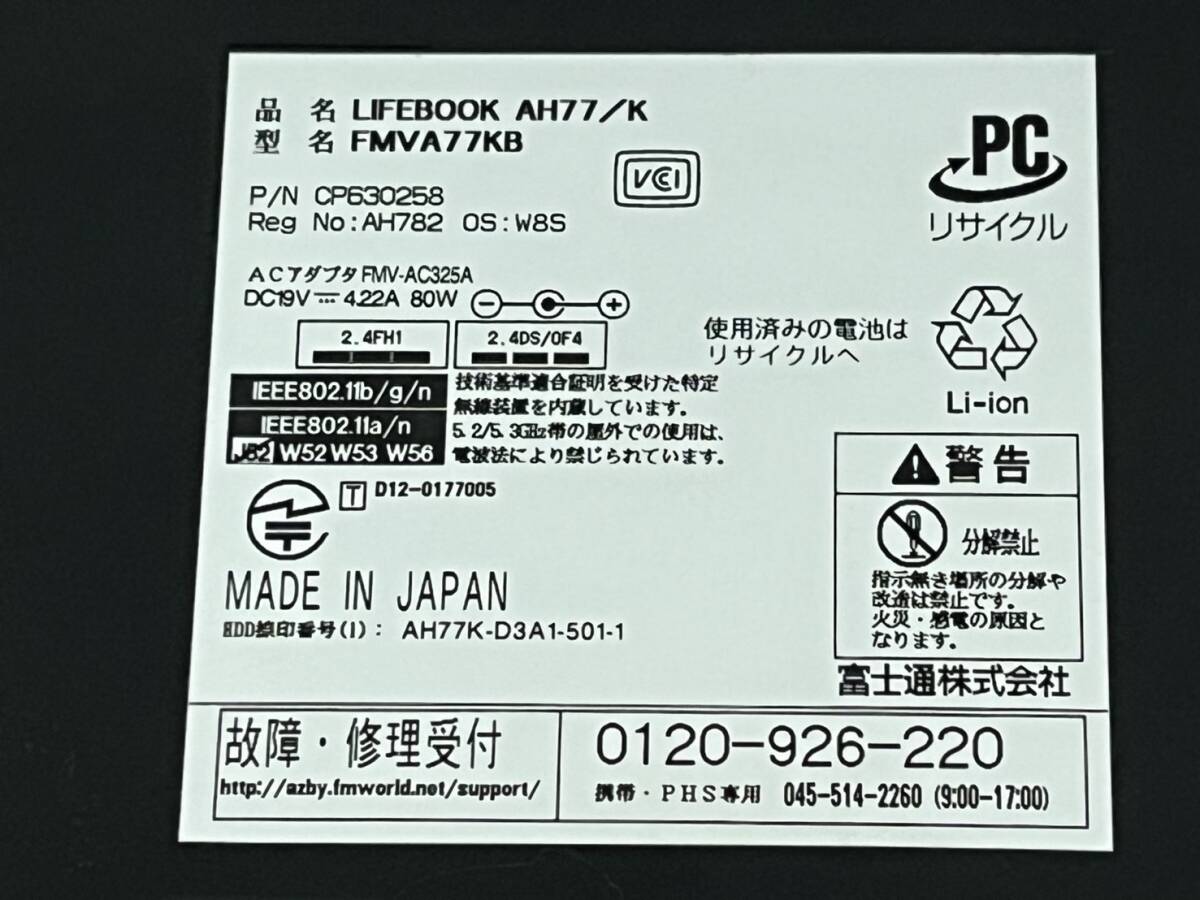 品 名 LIFEBOOK AH77/K
型 名 FMVA77KB
P/N CP630258
Reg No:AH782 OS:W8S
VCCI
PC
リサイクル
ACアダプタ FMV-AC325A
DC19V 4.22A 80W
2.4FH1
2.4DS/OF4
IEEE802.11b/g/n
IEEE802.11a/n
J52 W52 W53 W56
技術基準適合証明を受けた特定
無線装置を内蔵しています。
5.2/5.3GHz帯の屋外での使用は、
電波法により禁じられています。
使用済みの電池は
リサイクルへ
Li-ion
T D12-0177005
MADE IN JAPAN
HDD捺印番号(I): AH77K-D3A1-501-1
警告
分解禁止
指示無き場所の分解や
改造は禁止です。
火災・感電の原因と
なります。
富士通株式会社
故障・修理受付
http://azby.fmworld.net/support/
0120-926-220
携帯・PHS専用 045-514-2260 (9:00-17:00)